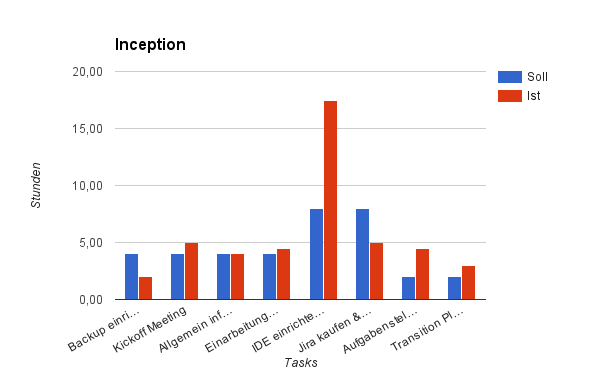 Inception
20,00
15,00
10,00
5,00
0,00
Stunden
Soll
Ist
Backup einri...
Kickoff Meeting
Allgemein inf...
Einarbeitung...
IDE einrichte...
Jira kaufen &...
Aufgabenstel...
Transition Pl...
Tasks